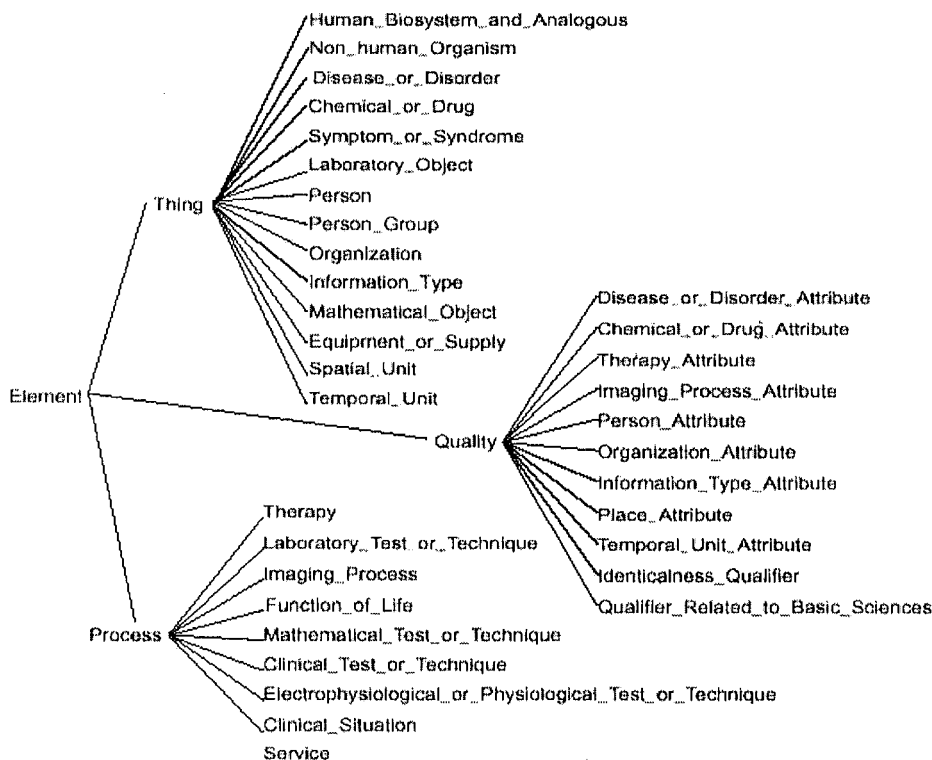 Human_Biosystem_and_Analogous
Non_human_Organism
Disease_or_Disorder
Chemical_or_Drug
Symptom_or_Syndrome
Laboratory_Object
Person
Thing
Person_Group
Organization
Information_Type
Mathematical_Object
Equipment_or_Supply
Spatial_Unit
Temporal_Unit
Element
Disease_or_Disorder_Attribute
Chemical_or_Drug_Attribute
Therapy_Attribute
Imaging_Process_Attribute
Person_Attribute
Quality
Organization_Attribute
Information_Type_Attribute
Place_Attribute
Temporal_Unit_Attribute
Identicalness_Qualifier
Qualifier_Related_to_Basic_Sciences
Therapy
Laboratory_Test_or_Technique
Imaging_Process
Function_of_Life
Process
Mathematical_Test_or_Technique
Clinical_Test_or_Technique
Electrophysiological_or_Physiological_Test_or_Technique
Clinical_Situation
Service